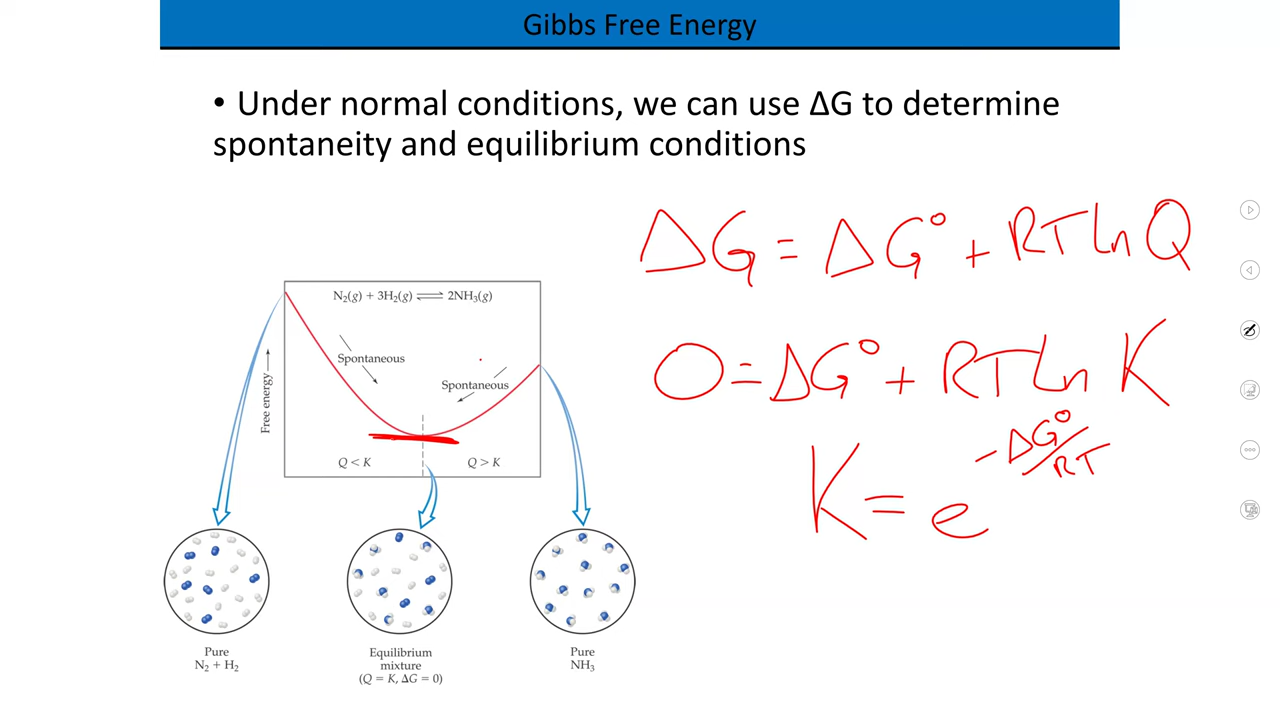 Gibbs Free Energy
• Under normal conditions, we can use ΔG to determine
spontaneity and equilibrium conditions
ΔG = ΔG° + RT ln Q
0 = ΔG° + RT ln K
K = e^-ΔG°/RT
N₂(g) + 3H₂(g) ⇌ 2NH₃(g)
Spontaneous
Spontaneous
Free energy →
Q < K
Q > K
Pure
N₂ + H₂
Equilibrium
mixture
(Q = K, ΔG = 0)
Pure
NH₃